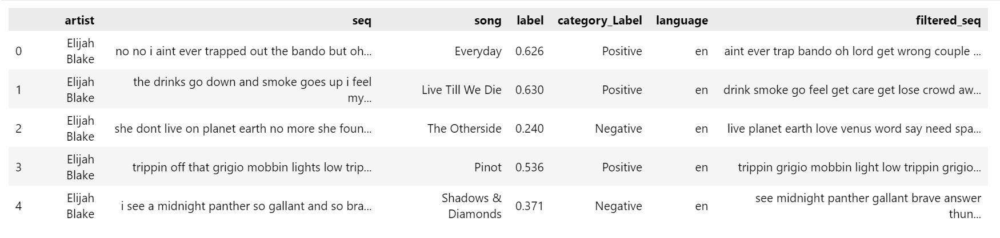 artist seq song label category_Label language filtered_seq
0 Elijah Blake no no i aint ever trapped out the bando but oh... Everyday 0.626 Positive en aint ever trap bando oh lord get wrong couple ...
1 Elijah Blake the drinks go down and smoke goes up i feel my... Live Till We Die 0.630 Positive en drink smoke go feel get care get lose crowd aw...
2 Elijah Blake she dont live on planet earth no more she foun... The Otherside 0.240 Negative en live planet earth love venus word say need spa...
3 Elijah Blake trippin off that grigio mobbin lights low trip... Pinot 0.536 Positive en trippin grigio mobbin light low trippin grigio...
4 Elijah Blake i see a midnight panther so gallant and so bra... Shadows & Diamonds 0.371 Negative en see midnight panther gallant brave answer thun...